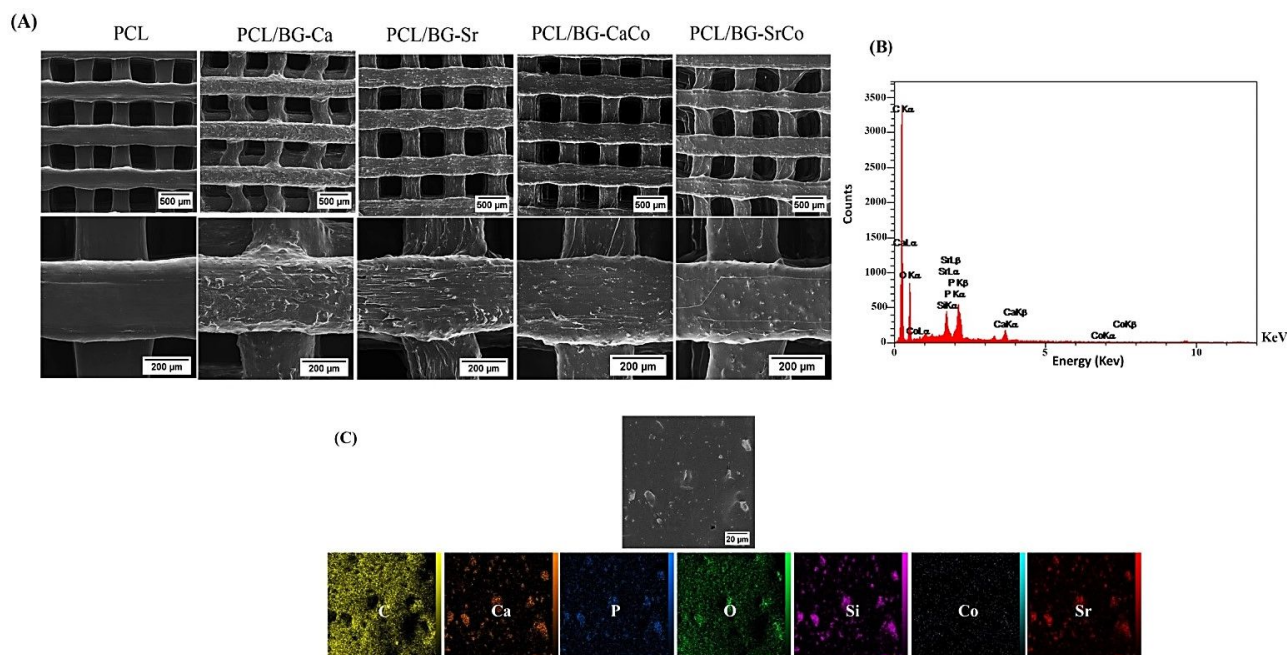 (A)
PCL
PCL/BG-Ca
PCL/BG-Sr
PCL/BG-CaCo
PCL/BG-SrCo
500 µm
500 µm
500 µm
500 µm
500 µm
200 µm
200 µm
200 µm
200 µm
200 µm
(B)
3500
3000
2500
2000
1500
1000
500
0
Counts
C Kα
CaLα
O Kα
CoLα
SrLβ
SrLα
P Kβ
P Kα
SiKα
CaKβ
CaKα
CoKβ
CoKα
0
5
10
KeV
Energy (Kev)
(C)
20 µm
C
Ca
P
O
Si
Co
Sr